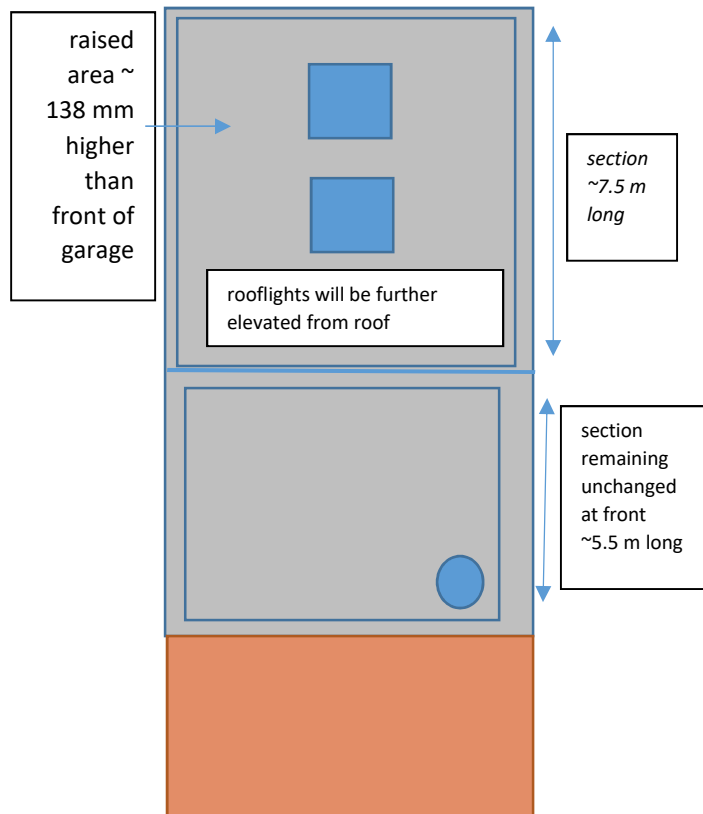 raised
area ~
138 mm
higher
than
front of
garage
section
~7.5 m
long
rooflights will be further
elevated from roof
section
remaining
unchanged
at front
~5.5 m long